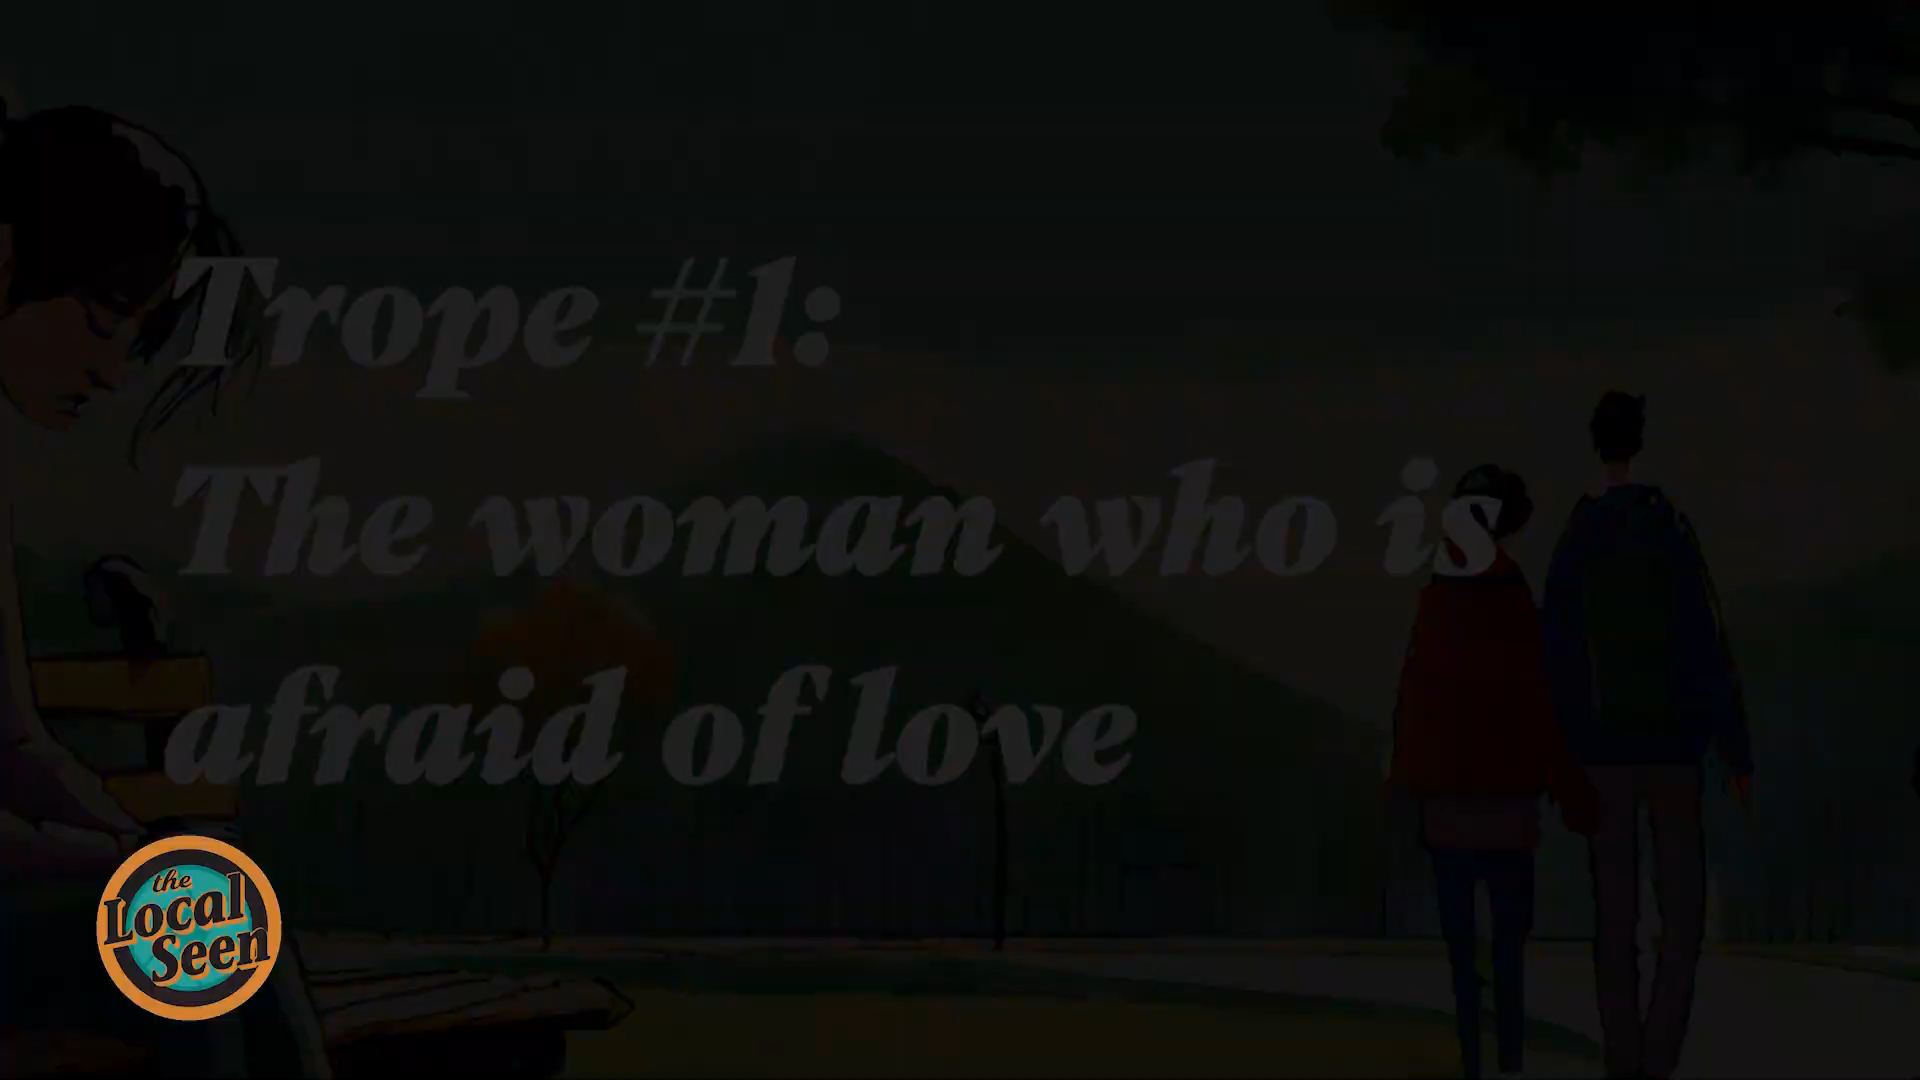 Trope #1:
The woman who is
afraid of love
the
Local
Seen